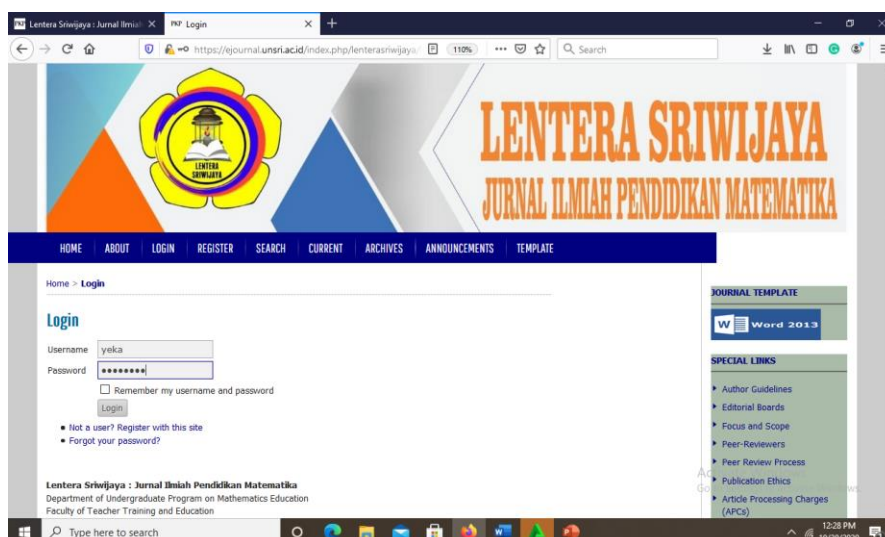 Lentera Sriwijaya : Jurnal Ilmiah
PKP Login
https://ejournal.unsri.ac.id/index.php/lenterasriwijaya/
110%
Search
LENTERA
SRIWIJAYA
LENTERA SRIWIJAYA
JURNAL ILMIAH PENDIDIKAN MATEMATIKA
HOME ABOUT LOGIN REGISTER SEARCH CURRENT ARCHIVES ANNOUNCEMENTS TEMPLATE
Home > Login
Login
Username yeka
Password
Remember my username and password
Login
Not a user? Register with this site
Forgot your password?
Lentera Sriwijaya : Jurnal Ilmiah Pendidikan Matematika
Department of Undergraduate Program on Mathematics Education
Faculty of Teacher Training and Education
JOURNAL TEMPLATE
W Word 2013
SPECIAL LINKS
Author Guidelines
Editorial Boards
Focus and Scope
Peer-Reviewers
Peer Review Process
Publication Ethics
Article Processing Charges
(APCs)
Type here to search
12:28 PM